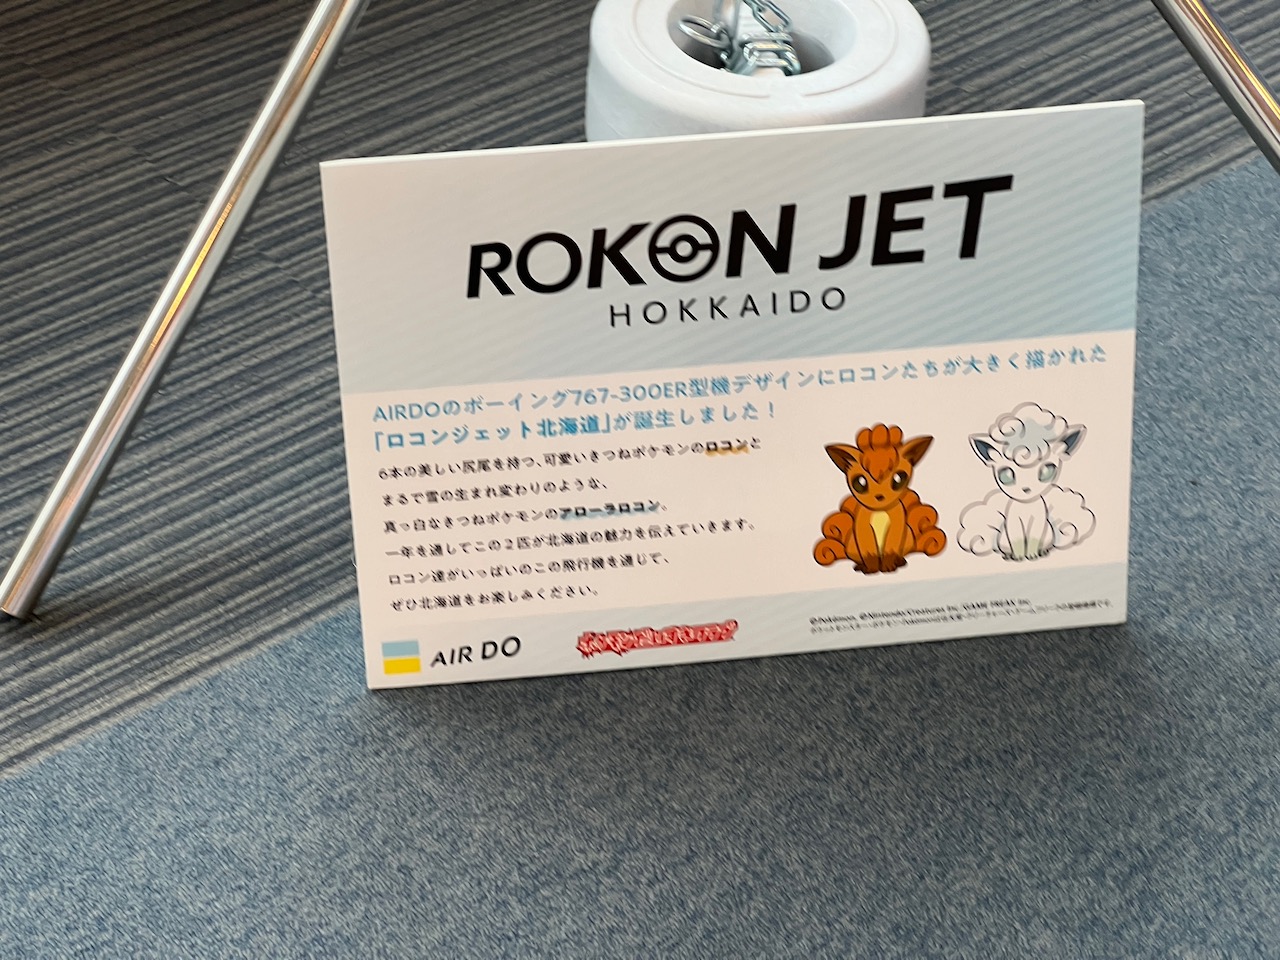 ROKON JET
HOKKAIDO
AIRDOのボーイング767-300ER型機デザインにロコンたちが大きく描かれた
「ロコンジェット北海道」が誕生しました！
6本の美しい尻尾を持つ、可愛いきつねポケモンのロコンと
まるで雪の生まれ変わりのような、
真っ白なきつねポケモンのアローラロコン。
一年を通してこの2匹が北海道の魅力を伝えていきます。
ロコン達がいっぱいのこの飛行機を通じて、
ぜひ北海道をお楽しみください。
AIR DO
©Pokémon. ©Nintendo/Creatures Inc./GAME FREAK inc.